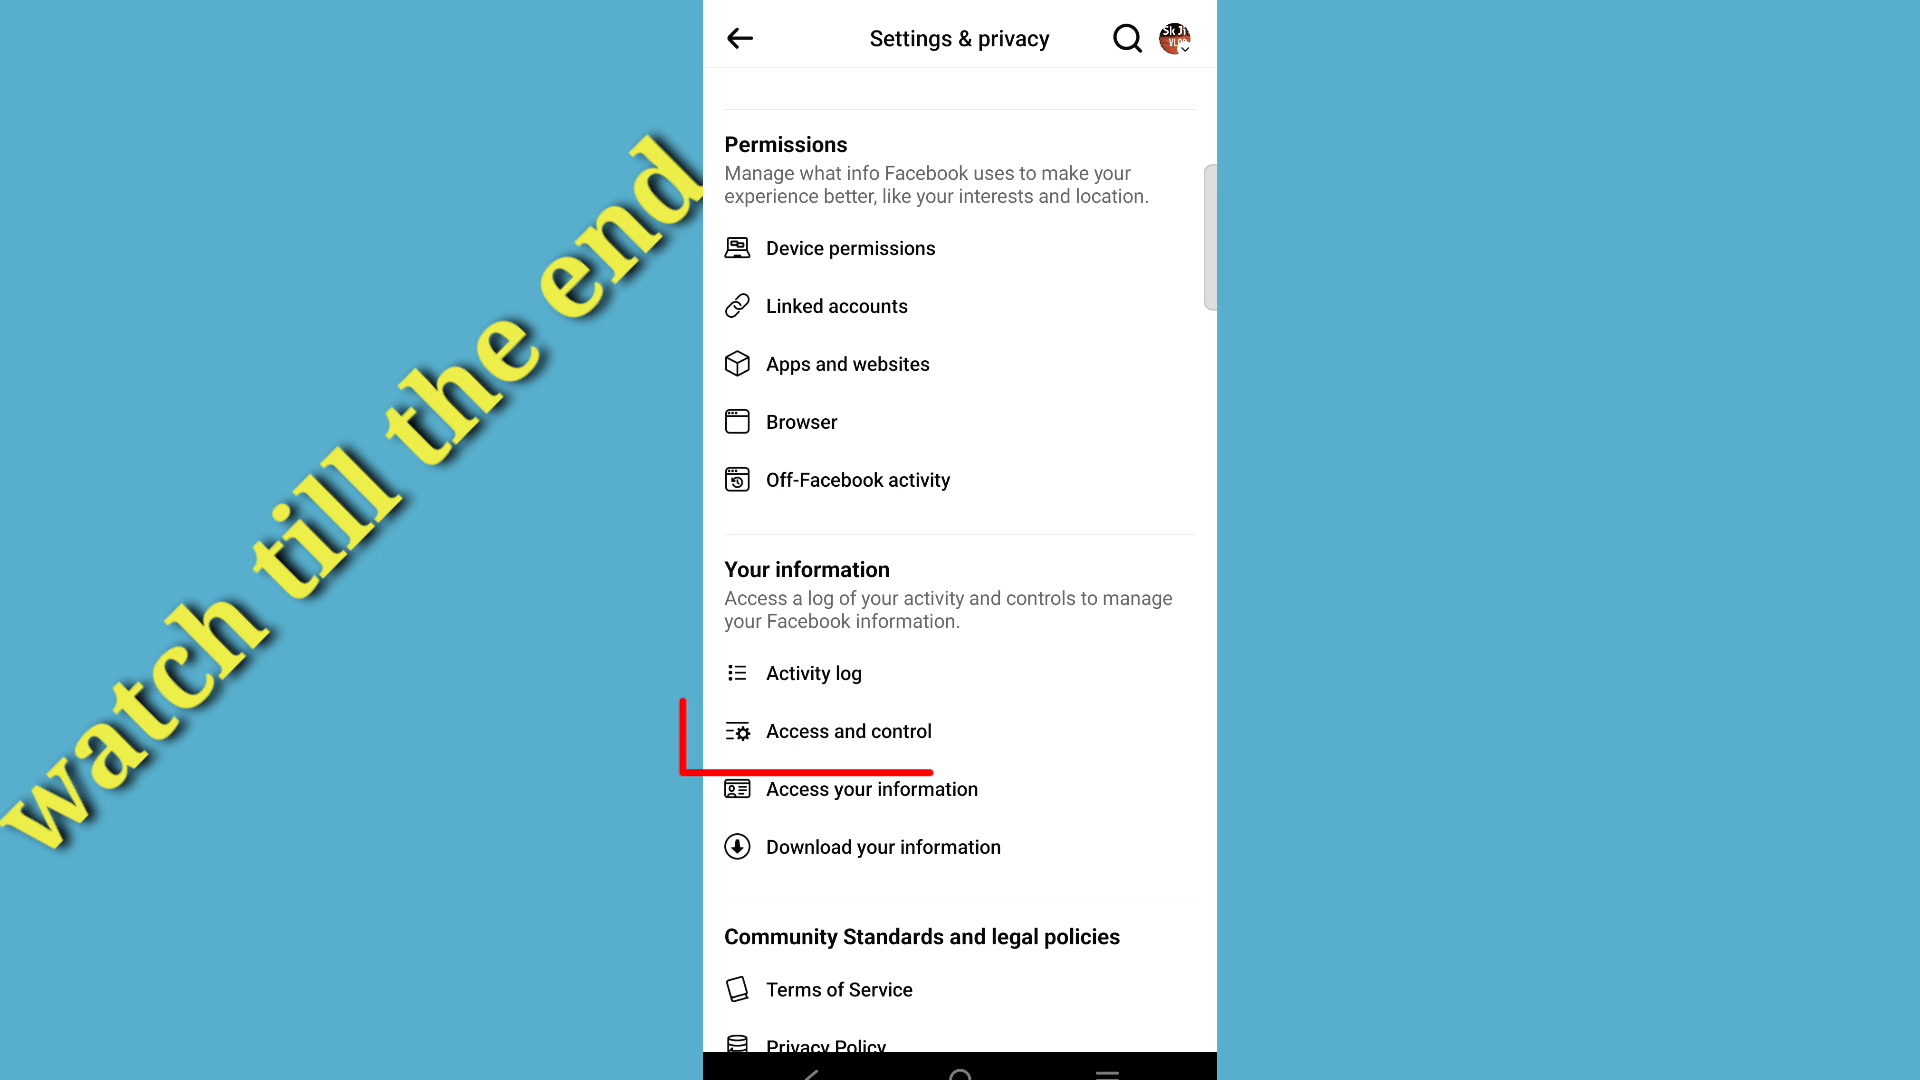 Settings & privacy
Sk Ji
VLOG
Permissions
Manage what info Facebook uses to make your
experience better, like your interests and location.
Device permissions
Linked accounts
Apps and websites
Browser
Off-Facebook activity
Your information
Access a log of your activity and controls to manage
your Facebook information.
Activity log
Access and control
Access your information
Download your information
Community Standards and legal policies
Terms of Service
Privacy Policy
watch till the end